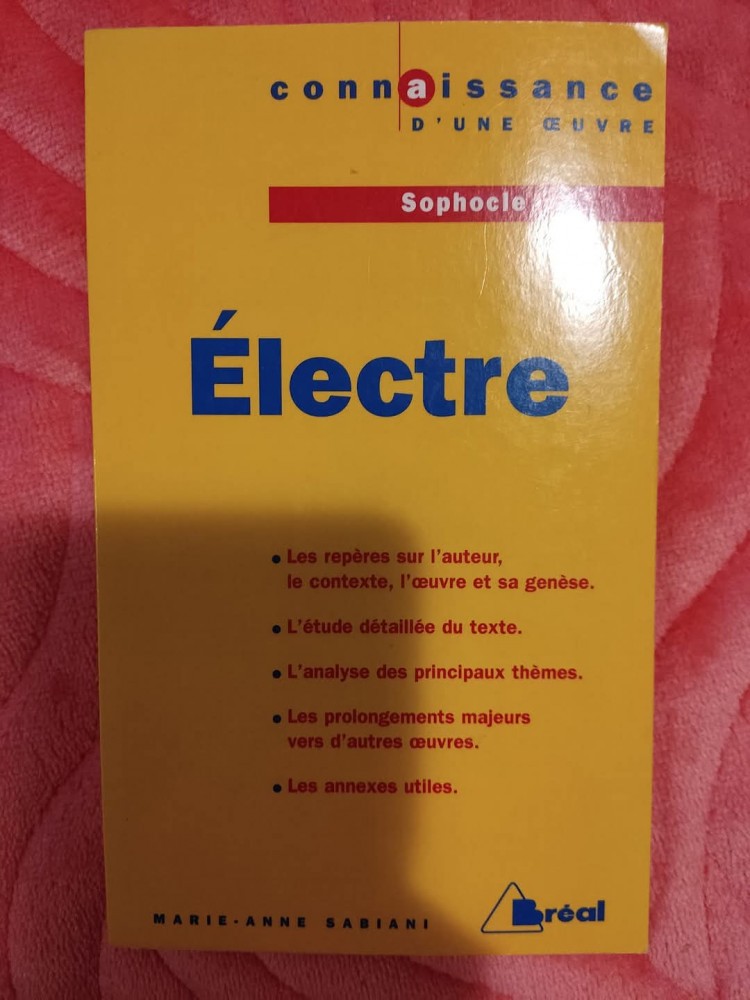 connaissance
D'UNE ŒUVRE
Sophocle
Électre
• Les repères sur l'auteur,
le contexte, l'œuvre et sa genèse.
• L'étude détaillée du texte.
• L'analyse des principaux thèmes.
• Les prolongements majeurs
vers d'autres œuvres.
• Les annexes utiles.
MARIE-ANNE SABIANI
Bréal